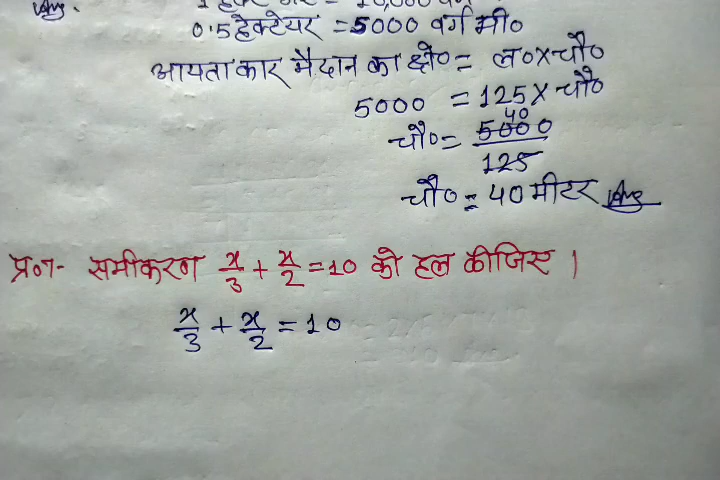 0.5 हेक्टेयर = 5000 वर्ग मी०
आयताकार मैदान का क्षे० = ल० × चौ०
5000 = 125 × चौ०
40
चौ० = 5000
125
चौ० = 40 मीटर Ans
प्रश्न- समीकरण x/3 + x/2 = 10 को हल कीजिए।
x/3 + x/2 = 10